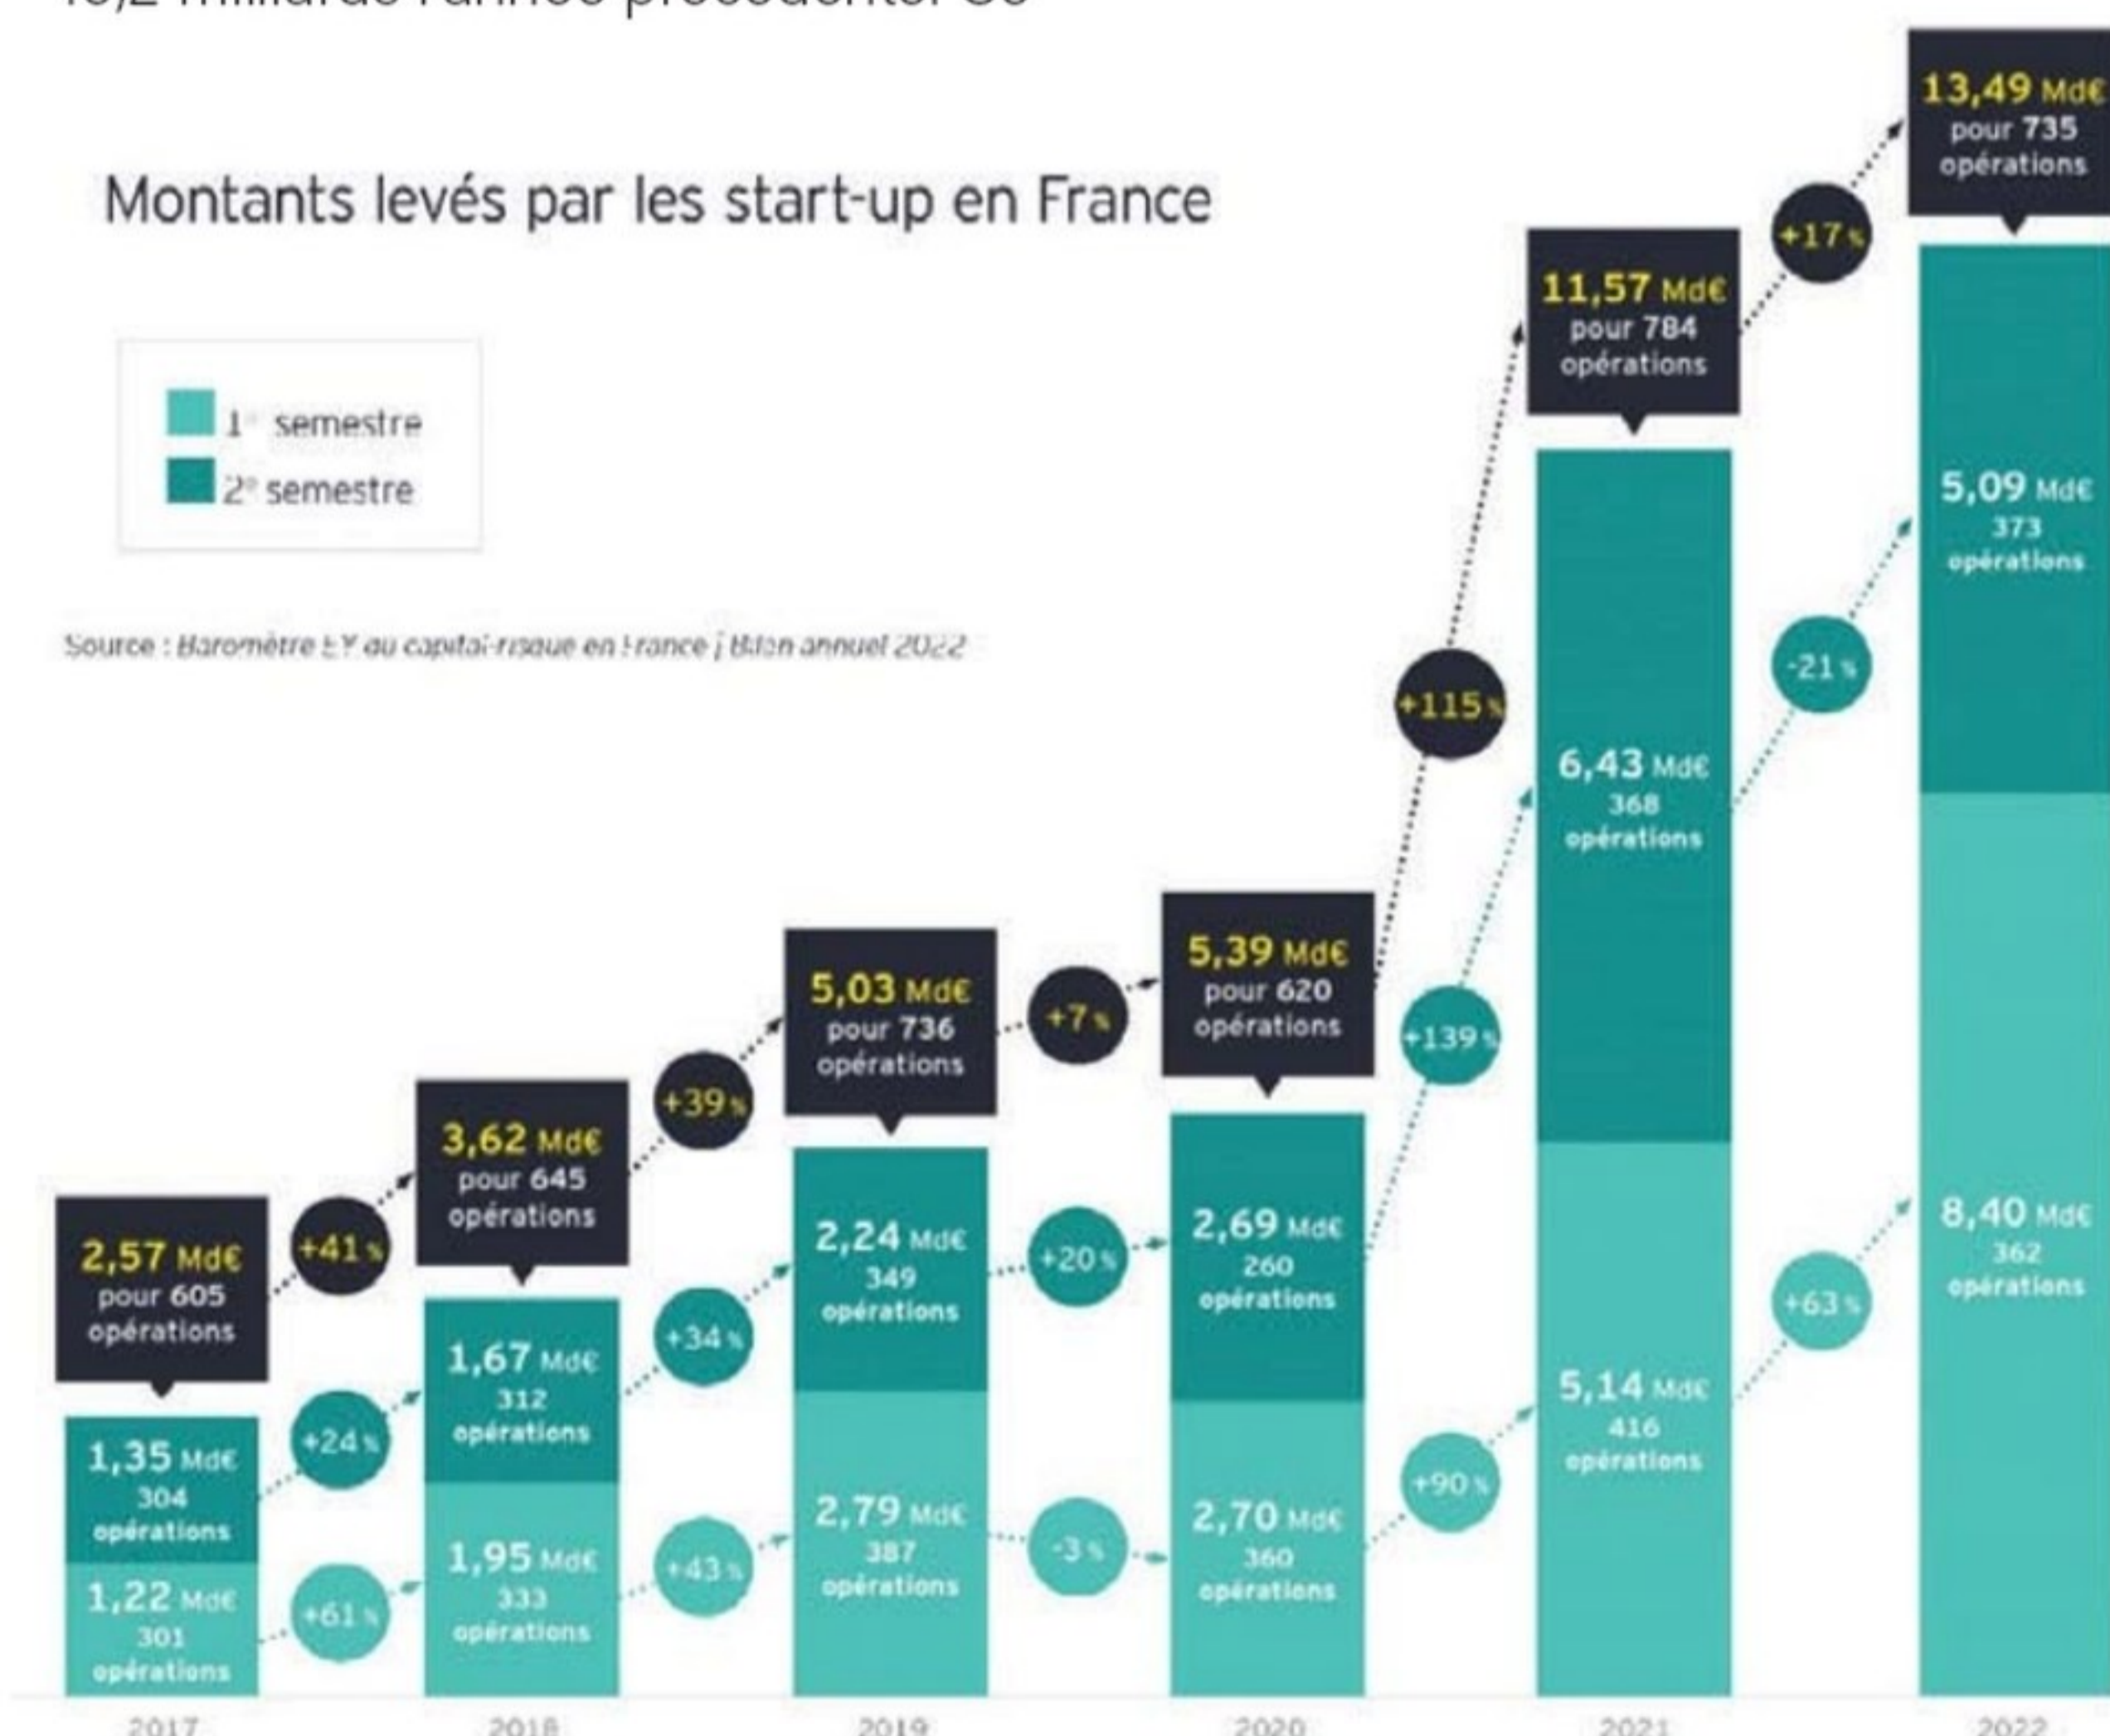 Montants levés par les start-up en France
semestre
2e semestre
Source : Baromètre EY du capital-risque en France | Bilan annuel 2022
2,57 Md€
pour 605
opérations
1,35 Md€
304
opérations
1,22 Md€
301
opérations
2017
+41 %
+24 %
+61 %
3,62 Md€
pour 645
opérations
1,67 Md€
312
opérations
1,95 Md€
333
opérations
2018
+39 %
+34 %
+43 %
5,03 Md€
pour 736
opérations
2,24 Md€
349
opérations
2,79 Md€
387
opérations
2019
+7 %
+20 %
-3 %
5,39 Md€
pour 620
opérations
2,69 Md€
260
opérations
2,70 Md€
360
opérations
2020
+115 %
+139 %
+90 %
11,57 Md€
pour 784
opérations
6,43 Md€
368
opérations
5,14 Md€
416
opérations
2021
+17 %
-21 %
+63 %
13,49 Md€
pour 735
opérations
5,09 Md€
373
opérations
8,40 Md€
362
opérations
2022